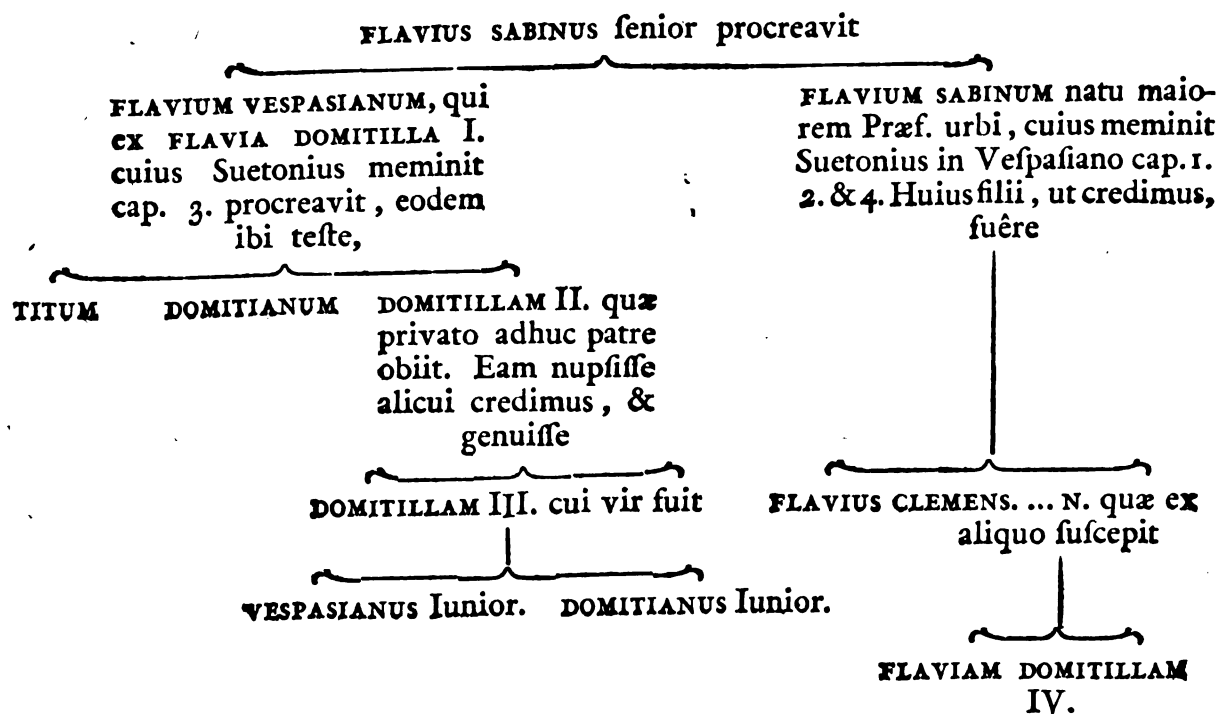 FLAVIUS SABINUS ſenior procreavit
FLAVIUM VESPASIANUM, qui
ex FLAVIA DOMITILLA I.
cuius Suetonius meminit
cap. 3. procreavit, eodem
ibi teſte,
FLAVIUM SABINUM natu maio-
rem Præf. urbi, cuius meminit
Suetonius in Veſpaſiano cap. 1.
2. & 4. Huius filii, ut credimus,
fuêre
TITUM
DOMITIANUM
DOMITILLAM II. quæ
privato adhuc patre
obiit. Eam nupſiſſe
alicui credimus, &
genuiſſe
DOMITILLAM III. cui vir fuit
FLAVIUS CLEMENS. ... N. quæ ex
aliquo ſuſcepit
VESPASIANUS Iunior. DOMITIANUS Iunior.
FLAVIAM DOMITILLAM
IV.